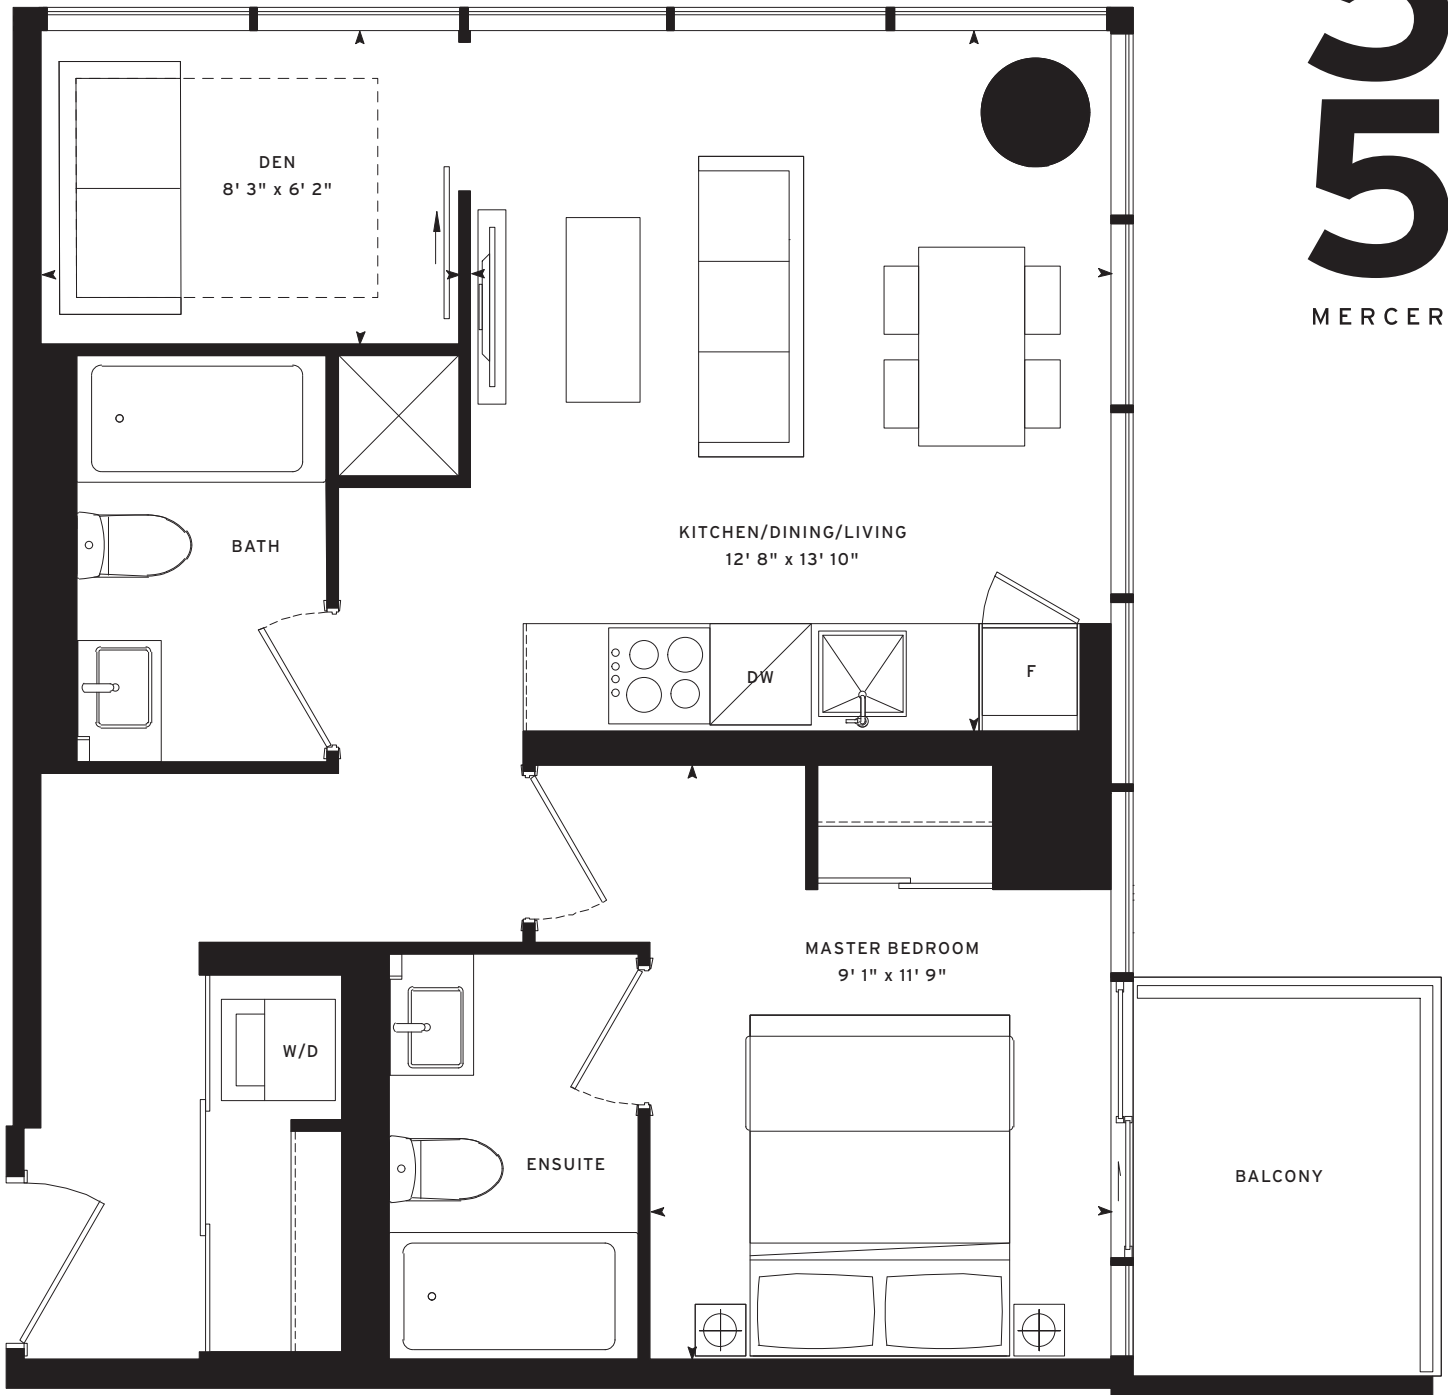 5
MERCER
DEN
8' 3" x 6' 2"
BATH
KITCHEN/DINING/LIVING
12' 8" x 13' 10"
DW
F
MASTER BEDROOM
9' 1" x 11' 9"
W/D
ENSUITE
BALCONY